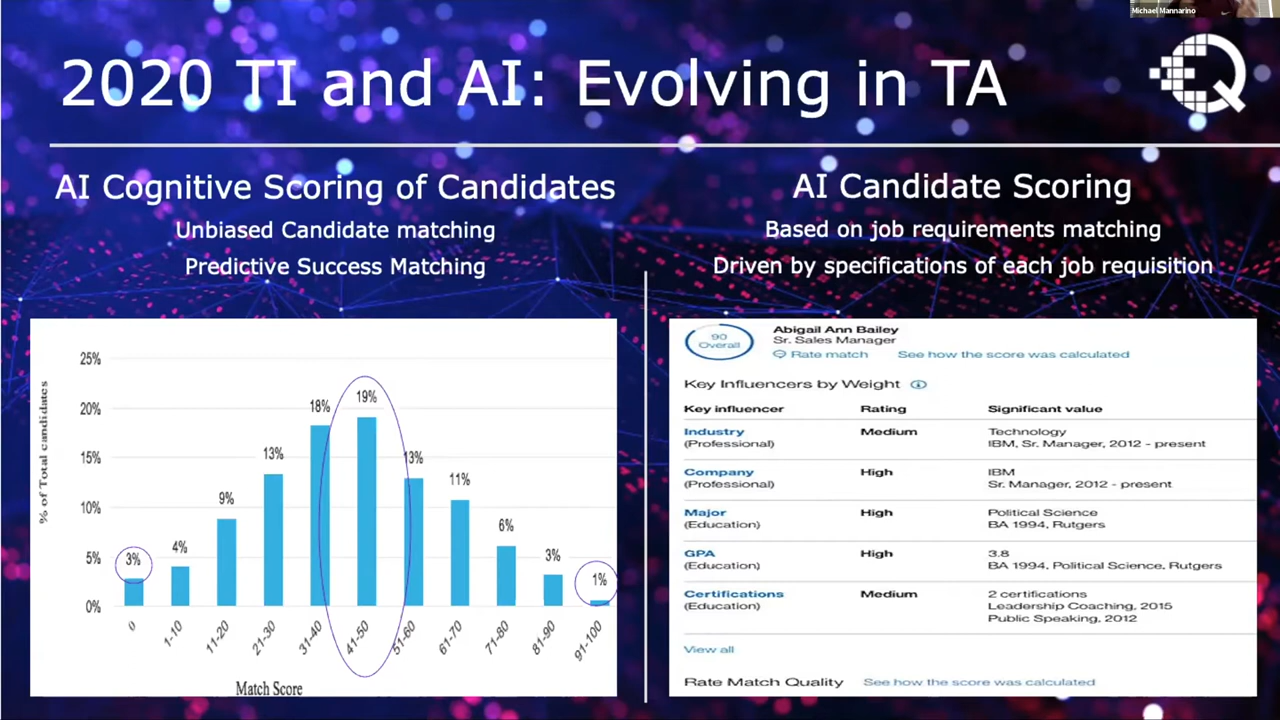 Michael Mannarino
2020 TI and AI: Evolving in TA
AI Cognitive Scoring of Candidates
Unbiased Candidate matching
Predictive Success Matching
25%
20%
15%
10%
5%
0%
% of Total candidates
3%
4%
9%
13%
18%
19%
13%
11%
6%
3%
1%
0
1-10
11-20
21-30
31-40
41-50
51-60
61-70
71-80
81-90
91-100
Match Score
AI Candidate Scoring
Based on job requirements matching
Driven by specifications of each job requisition
90
Overall
Abigail Ann Bailey
Sr. Sales Manager
Rate match See how the score was calculated
Key Influencers by Weight
Key influencer Rating Significant value
Industry Medium Technology
(Professional) IBM, Sr. Manager, 2012 - present
Company High IBM
(Professional) Sr. Manager, 2012 - present
Major High Political Science
(Education) BA 1994, Rutgers
GPA High 3.8
(Education) BA 1994, Political Science, Rutgers
Certifications Medium 2 certifications
(Education) Leadership Coaching, 2015
Public Speaking, 2012
View all
Rate Match Quality See how the score was calculated